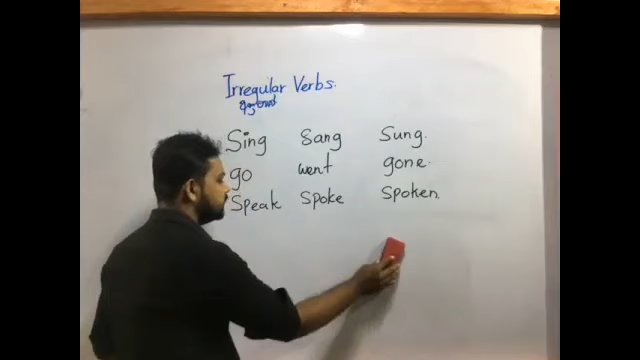 Irregular Verbs.
Sing Sang Sung.
go went gone.
Speak Spoke Spoken.